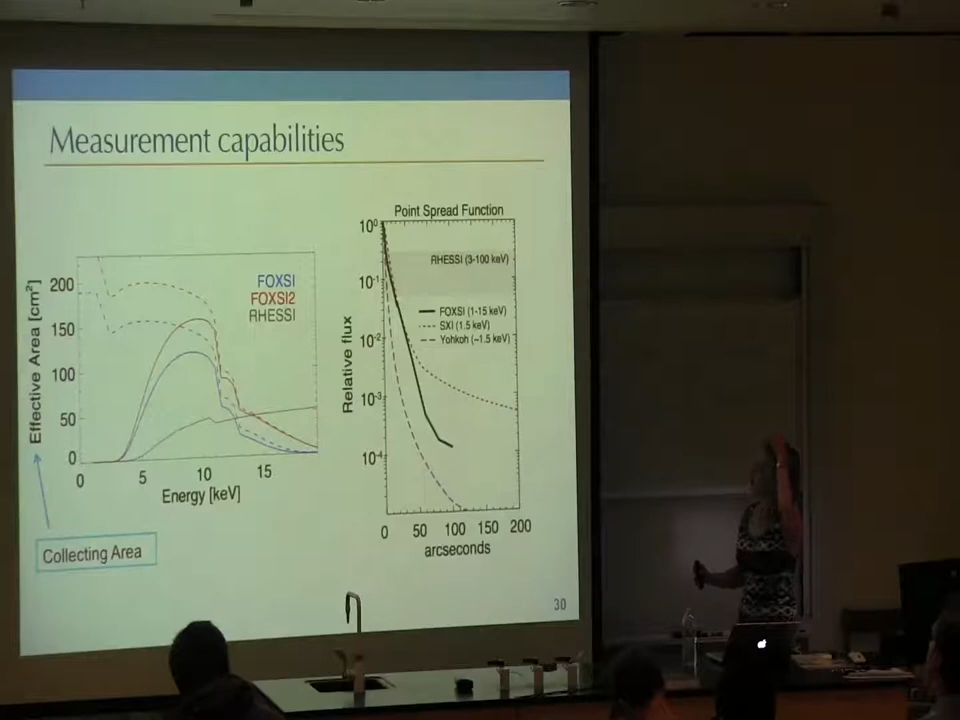 Measurement capabilities
Effective Area [cm²]
200
150
100
50
0
FOXSI
FOXSI2
RHESSI
0 5 10 15
Energy [keV]
Collecting Area
Point Spread Function
Relative flux
10⁰
10⁻¹
10⁻²
10⁻³
10⁻⁴
RHESSI (3-100 keV)
FOXSI (1-15 keV)
SXI (1.5 keV)
Yohkoh (~1.5 keV)
0 50 100 150 200
arcseconds
30